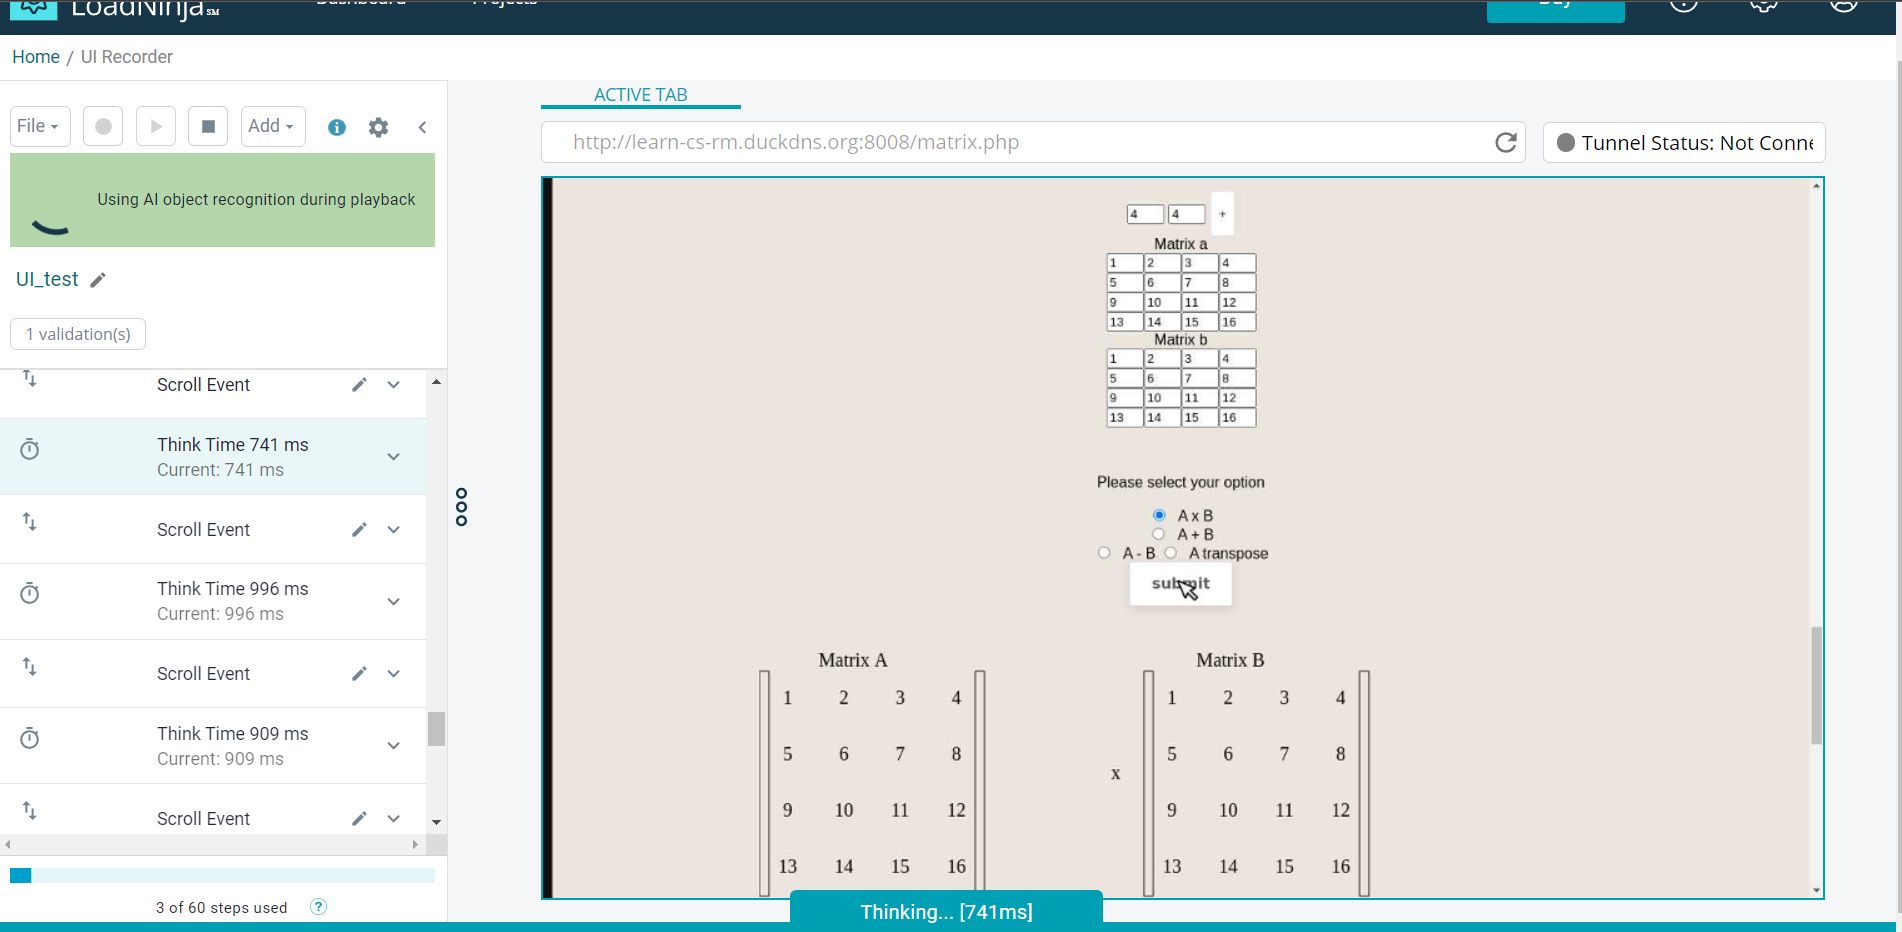 LoadNinja SM Dashboard Projects Buy
Home / UI Recorder
File Add
Using AI object recognition during playback
UI_test
1 validation(s)
Scroll Event
Think Time 741 ms
Current: 741 ms
Scroll Event
Think Time 996 ms
Current: 996 ms
Scroll Event
Think Time 909 ms
Current: 909 ms
Scroll Event
3 of 60 steps used ?
ACTIVE TAB
http://learn-cs-rm.duckdns.org:8008/matrix.php
Tunnel Status: Not Conne
4 4 +
Matrix a
1 2 3 4
5 6 7 8
9 10 11 12
13 14 15 16
Matrix b
1 2 3 4
5 6 7 8
9 10 11 12
13 14 15 16
Please select your option
A x B
A + B
A - B A transpose
submit
Matrix A
1 2 3 4
5 6 7 8
9 10 11 12
13 14 15 16
x
Matrix B
1 2 3 4
5 6 7 8
9 10 11 12
13 14 15 16
Thinking... [741ms]